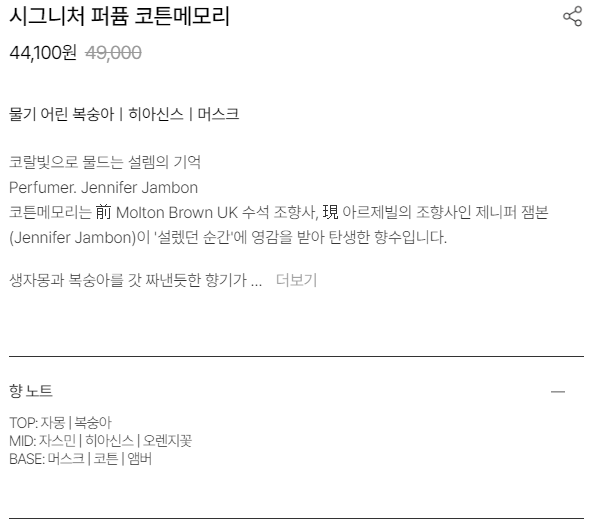 시그니처 퍼퓸 코튼메모리
44,100원 49,000
물기 어린 복숭아 | 히아신스 | 머스크
코랄빛으로 물드는 설렘의 기억
Perfumer. Jennifer Jambon
코튼메모리는 前 Molton Brown UK 수석 조향사, 現 아르제빌의 조향사인 제니퍼 잼본
(Jennifer Jambon)이 '설렜던 순간'에 영감을 받아 탄생한 향수입니다.
생자몽과 복숭아를 갓 짜낸듯한 향기가 ... 더보기
향 노트
TOP: 자몽 | 복숭아
MID: 자스민 | 히아신스 | 오렌지꽃
BASE: 머스크 | 코튼 | 앰버